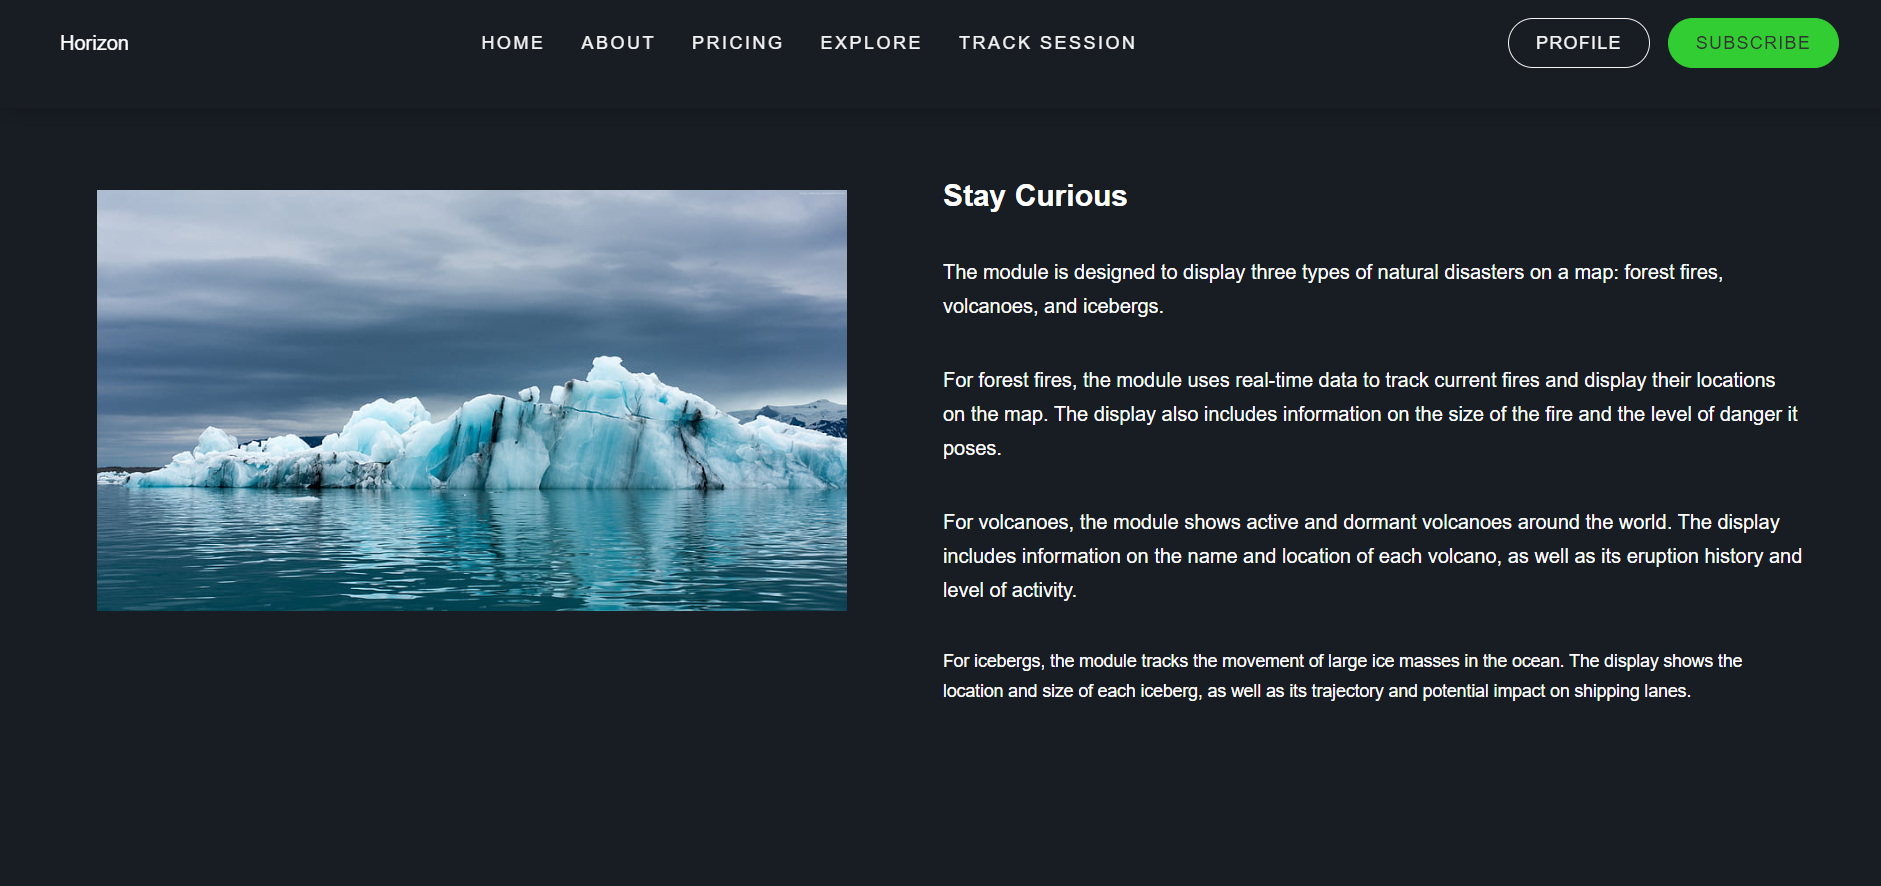 Horizon
HOME ABOUT PRICING EXPLORE TRACK SESSION
PROFILE SUBSCRIBE
Stay Curious
The module is designed to display three types of natural disasters on a map: forest fires,
volcanoes, and icebergs.
For forest fires, the module uses real-time data to track current fires and display their locations
on the map. The display also includes information on the size of the fire and the level of danger it
poses.
For volcanoes, the module shows active and dormant volcanoes around the world. The display
includes information on the name and location of each volcano, as well as its eruption history and
level of activity.
For icebergs, the module tracks the movement of large ice masses in the ocean. The display shows the
location and size of each iceberg, as well as its trajectory and potential impact on shipping lanes.